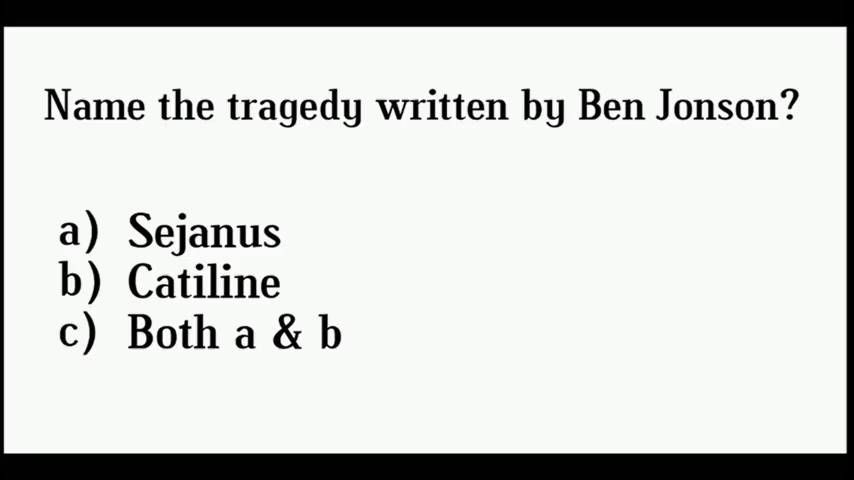 Name the tragedy written by Ben Jonson?
a) Sejanus
b) Catiline
c) Both a & b